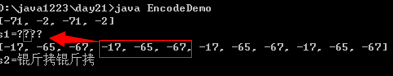 D:\java1223\day21>java EncodeDemo
[-71, -2, -71, -2]
s1=????
[-17, -65, -67, -17, -65, -67, -17, -65, -67, -17, -65, -67]
s2=锟斤拷锟斤拷